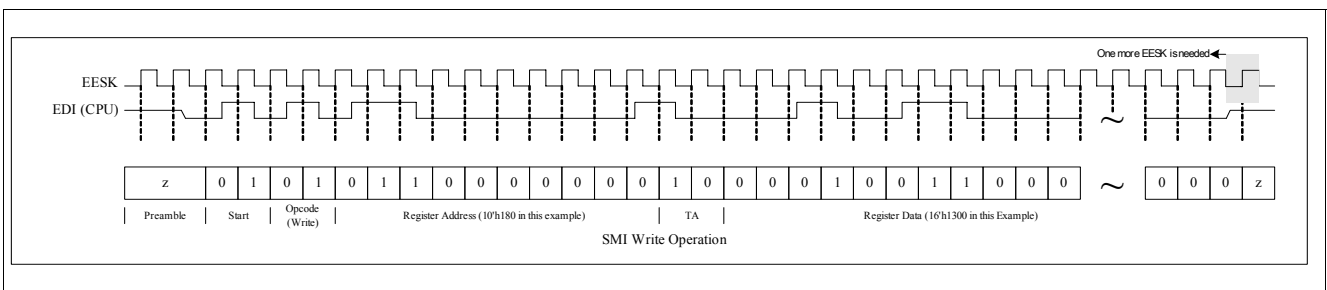 One more EESK is needed
EESK
EDI (CPU)
~
z 0 1 0 1 0 1 1 0 0 0 0 0 0 0 1 0 0 0 0 1 0 0 1 1 0 0 0 ~ 0 0 0 z
Preamble Start Opcode (Write) Register Address (10'h180 in this example) TA Register Data (16'h1300 in this Example)
SMI Write Operation